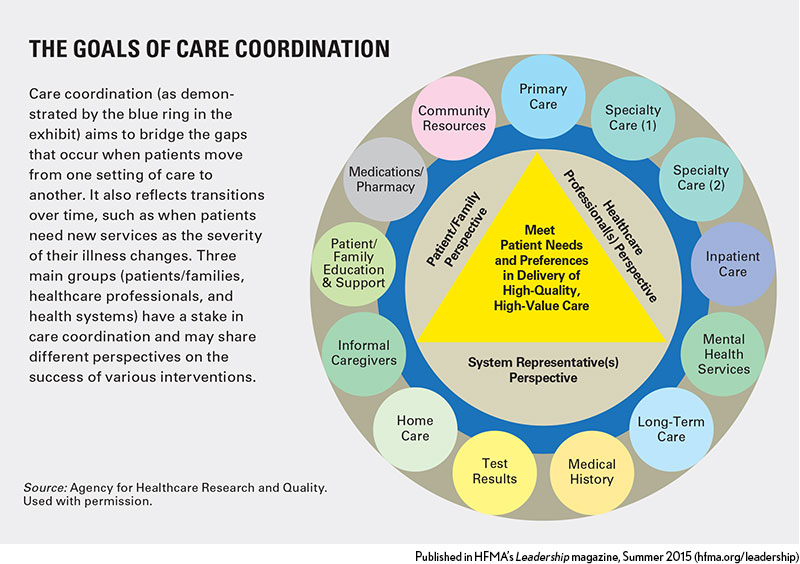 THE GOALS OF CARE COORDINATION
Care coordination (as demon-
strated by the blue ring in the
exhibit) aims to bridge the gaps
that occur when patients move
from one setting of care to
another. It also reflects transitions
over time, such as when patients
need new services as the severity
of their illness changes. Three
main groups (patients/families,
healthcare professionals, and
health systems) have a stake in
care coordination and may share
different perspectives on the
success of various interventions.
Source: Agency for Healthcare Research and Quality.
Used with permission.
Primary
Care
Specialty
Care (1)
Specialty
Care (2)
Inpatient
Care
Mental
Health
Services
Long-Term
Care
Medical
History
Test
Results
Home
Care
Informal
Caregivers
Patient/
Family
Education
& Support
Medications/
Pharmacy
Community
Resources
Patient/Family
Perspective
Healthcare
Professional(s) Perspective
System Representative(s)
Perspective
Meet
Patient Needs
and Preferences
in Delivery of
High-Quality,
High-Value Care
Published in HFMA's Leadership magazine, Summer 2015 (hfma.org/leadership)